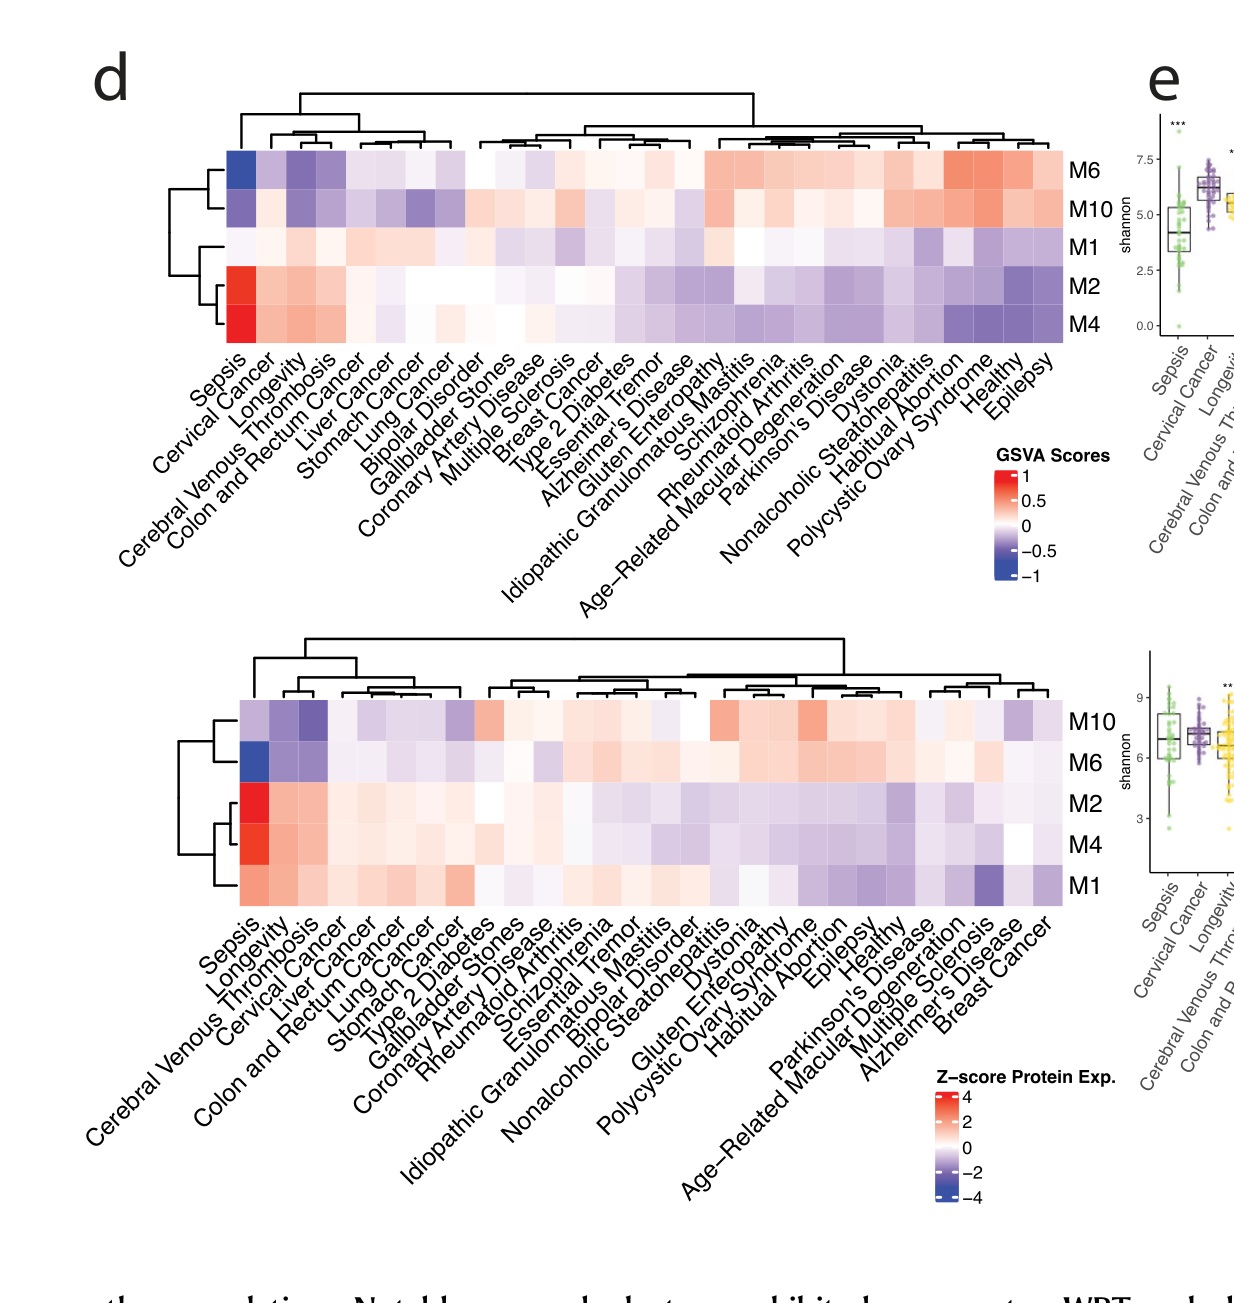 d
e
M6
M10
M1
M2
M4
Sepsis
Cervical Cancer
Longevity
Cerebral Venous Thrombosis
Colon and Rectum Cancer
Liver Cancer
Stomach Cancer
Lung Cancer
Bipolar Disorder
Gallbladder Stones
Coronary Artery Disease
Multiple Sclerosis
Breast Cancer
Type 2 Diabetes
Essential Tremor
Alzheimer's Disease
Gluten Enteropathy
Idiopathic Granulomatous Mastitis
Schizophrenia
Rheumatoid Arthritis
Age−Related Macular Degeneration
Parkinson's Disease
Dystonia
Nonalcoholic Steatohepatitis
Habitual Abortion
Polycystic Ovary Syndrome
Healthy
Epilepsy
GSVA Scores
1
0.5
0
−0.5
−1
***
7.5
5.0
2.5
0.0
shannon
Sepsis
Cervical Cancer
M10
M6
M2
M4
M1
Sepsis
Longevity
Cerebral Venous Thrombosis
Cervical Cancer
Liver Cancer
Colon and Rectum Cancer
Lung Cancer
Stomach Cancer
Type 2 Diabetes
Gallbladder Stones
Coronary Artery Disease
Rheumatoid Arthritis
Schizophrenia
Essential Tremor
Idiopathic Granulomatous Mastitis
Bipolar Disorder
Nonalcoholic Steatohepatitis
Dystonia
Gluten Enteropathy
Polycystic Ovary Syndrome
Habitual Abortion
Epilepsy
Healthy
Parkinson's Disease
Age−Related Macular Degeneration
Multiple Sclerosis
Alzheimer's Disease
Breast Cancer
Z−score Protein Exp.
4
2
0
−2
−4
**
9
6
3
shannon
Sepsis
Cervical Cancer
Longevity
Cerebral Venous
Colon and